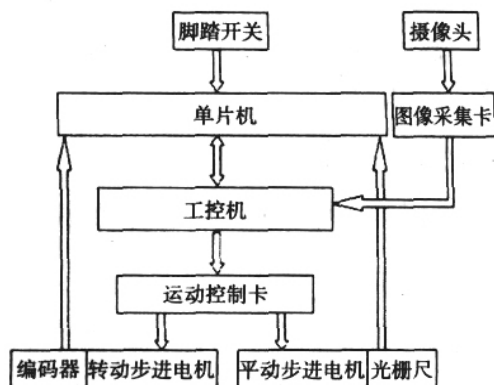 脚踏开关
摄像头
单片机
图像采集卡
工控机
运动控制卡
编码器
转动步进电机
平动步进电机
光栅尺